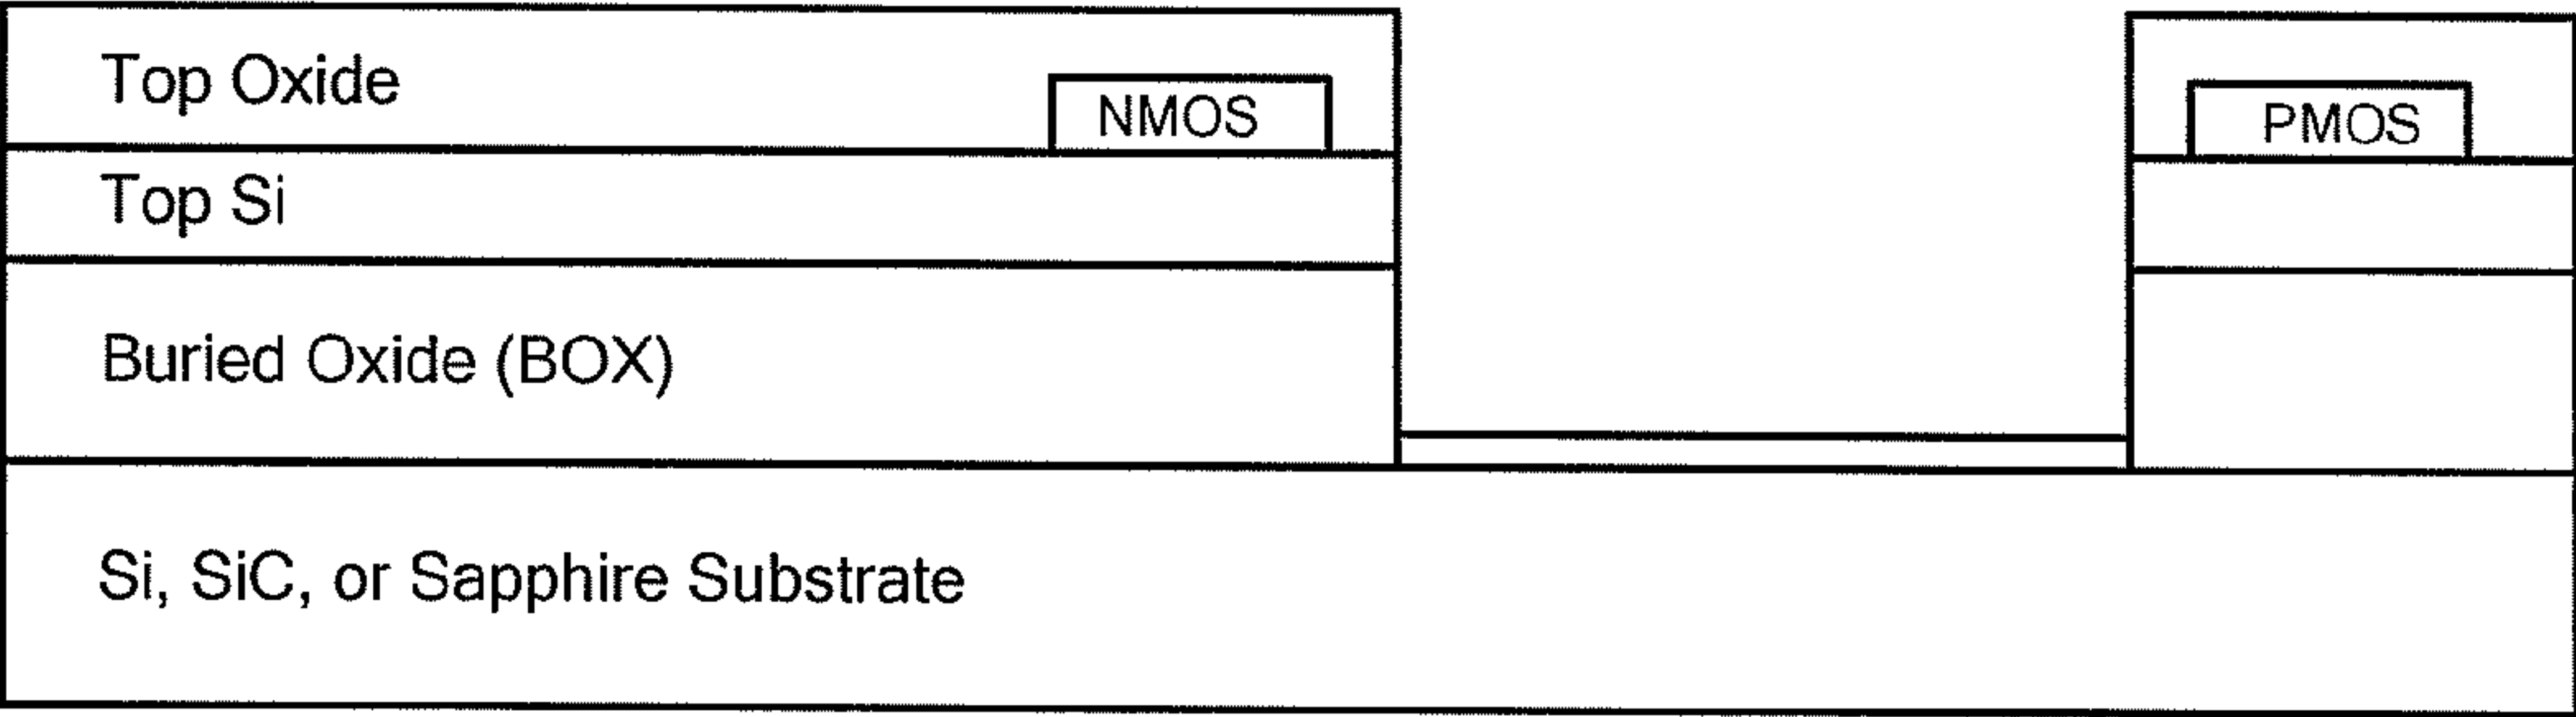 Top Oxide
NMOS
PMOS
Top Si
Buried Oxide (BOX)
Si, SiC, or Sapphire Substrate